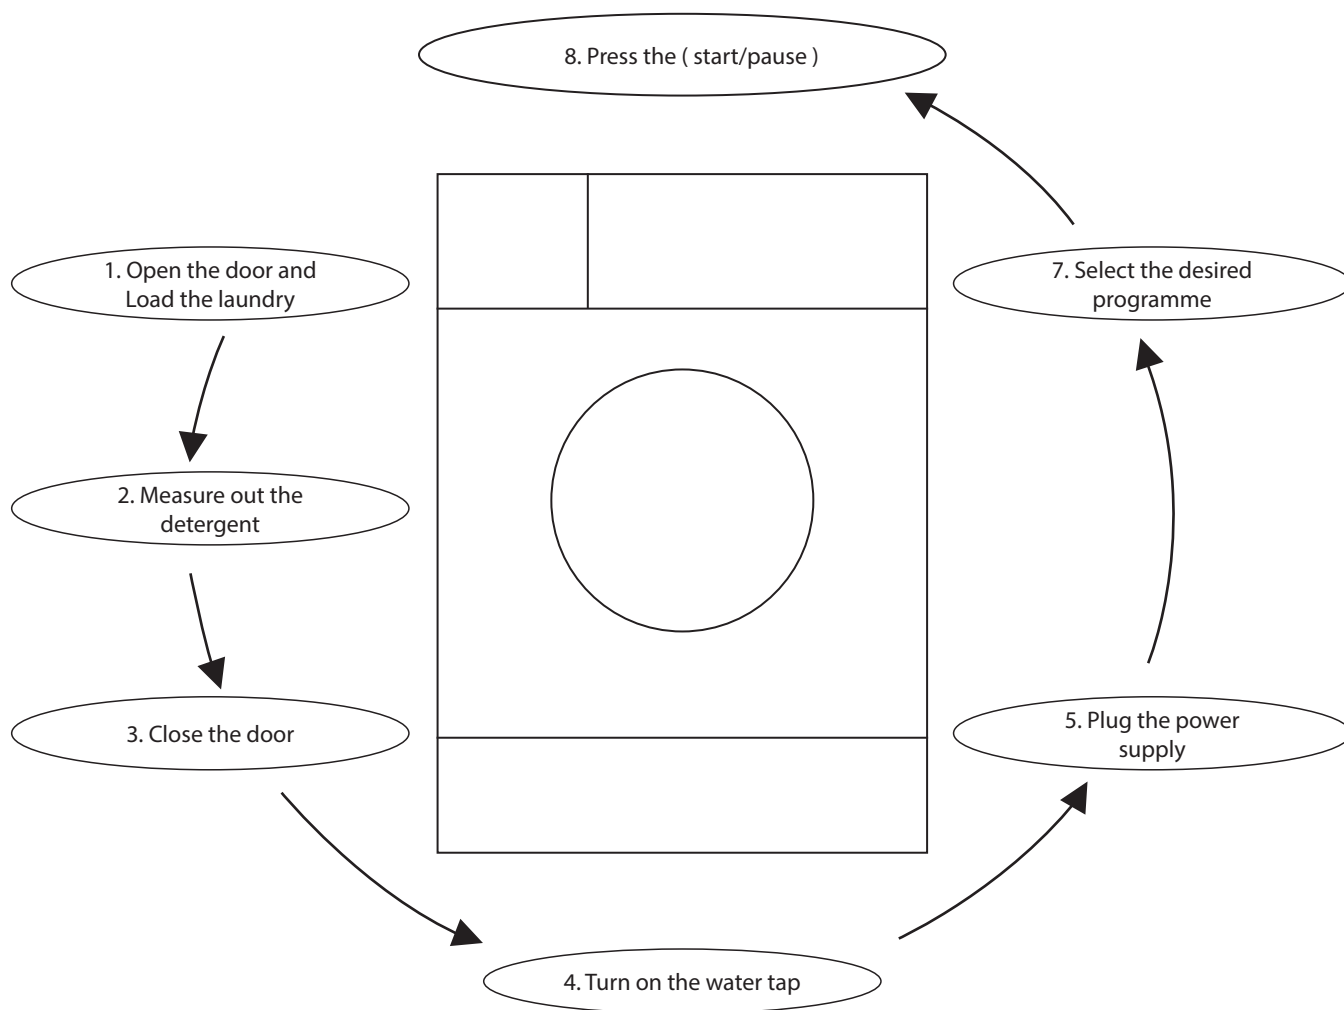 1. Open the door and
Load the laundry
2. Measure out the
detergent
3. Close the door
4. Turn on the water tap
5. Plug the power
supply
7. Select the desired
programme
8. Press the ( start/pause )